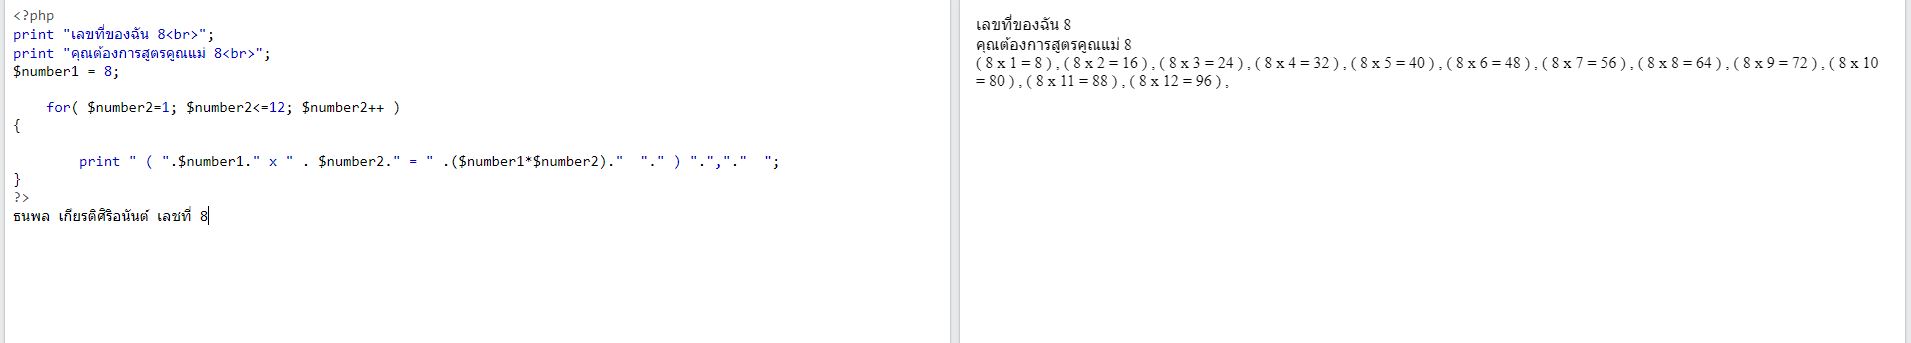 <?php
print "เลขที่ของฉัน 8<br>";
print "คุณต้องการสูตรคูณแม่ 8<br>";
$number1 = 8;
for( $number2=1; $number2<=12; $number2++ )
{
print " ( ".$number1." x " . $number2." = " .($number1*$number2)."  "." ) ".","."  ";
}
?>
ธนพล เกียรติศิริอนันต์ เลชที่ 8
เลขที่ของฉัน 8
คุณต้องการสูตรคูณแม่ 8
( 8 x 1 = 8 ) , ( 8 x 2 = 16 ) , ( 8 x 3 = 24 ) , ( 8 x 4 = 32 ) , ( 8 x 5 = 40 ) , ( 8 x 6 = 48 ) , ( 8 x 7 = 56 ) , ( 8 x 8 = 64 ) , ( 8 x 9 = 72 ) , ( 8 x 10
= 80 ) , ( 8 x 11 = 88 ) , ( 8 x 12 = 96 ) ,